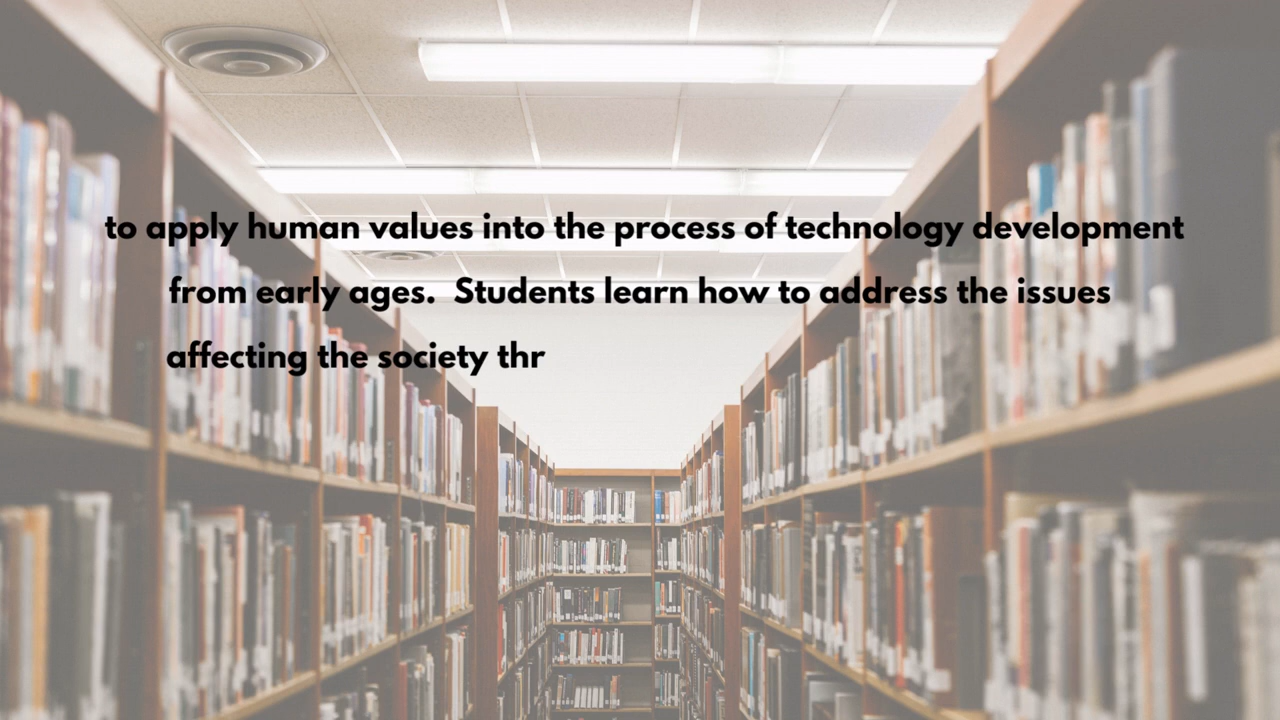 to apply human values into the process of technology development
from early ages.  Students learn how to address the issues
affecting the society thr